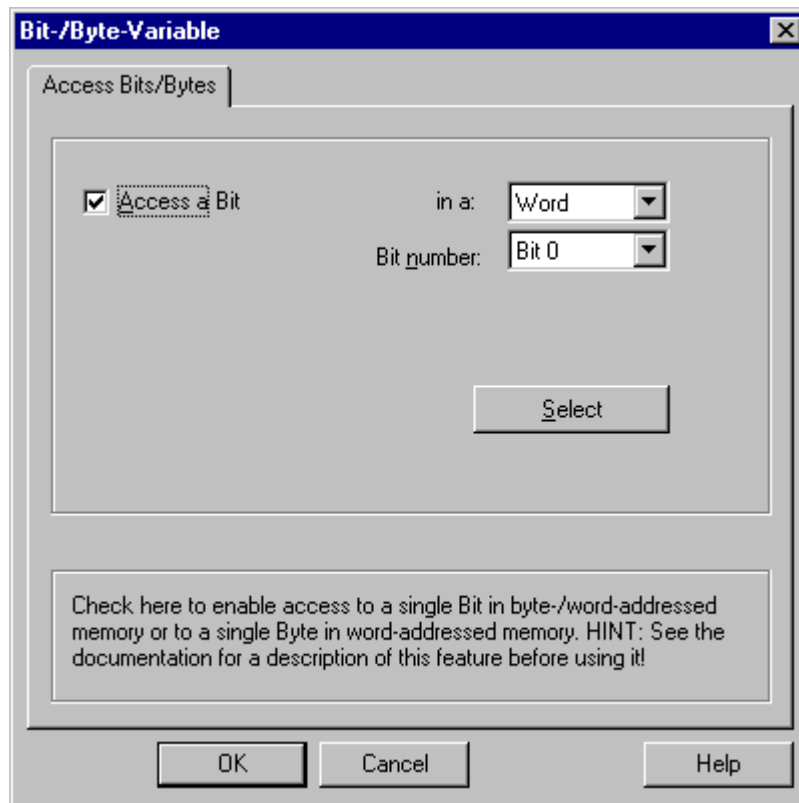 Bit-/Byte-Variable
Access Bits/Bytes
Access a Bit
in a:
Word
Bit number:
Bit 0
Select
Check here to enable access to a single Bit in byte-/word-addressed
memory or to a single Byte in word-addressed memory. HINT: See the
documentation for a description of this feature before using it!
OK
Cancel
Help